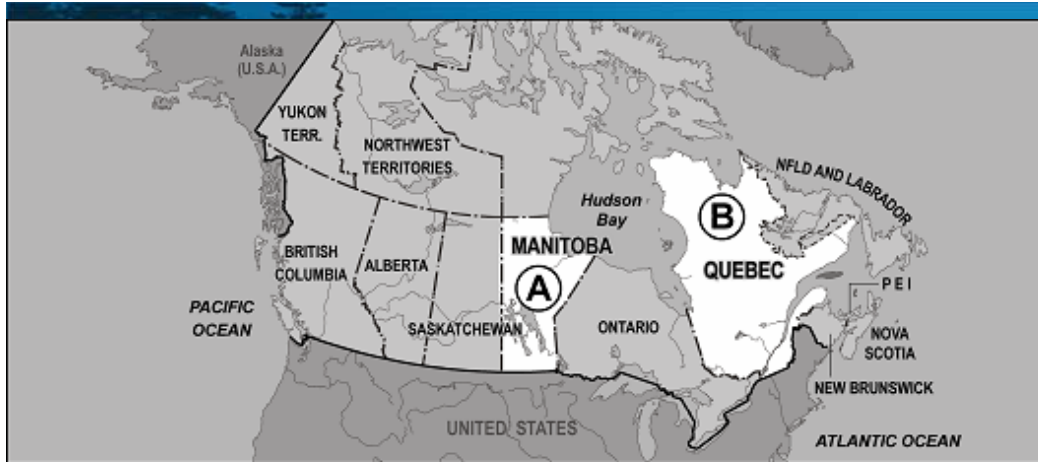 Alaska
(U.S.A.)
YUKON
TERR.
NORTHWEST
TERRITORIES
NFLD AND LABRADOR
Hudson
Bay
B
MANITOBA
BRITISH
COLUMBIA
ALBERTA
QUEBEC
A
PEI
PACIFIC
OCEAN
SASKATCHEWAN
ONTARIO
NOVA
SCOTIA
NEW BRUNSWICK
UNITED STATES
ATLANTIC OCEAN